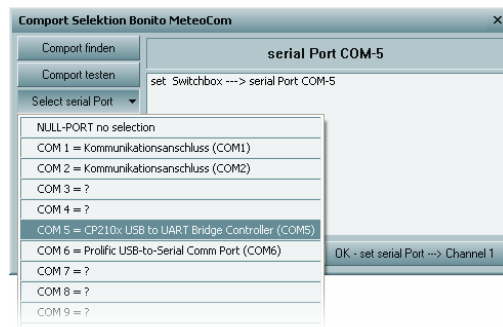 Comport Selektion Bonito MeteoCom
x
Comport finden
serial Port COM-5
Comport testen
set Switchbox ---> serial Port COM-5
Select serial Port
NULL-PORT no selection
COM 1 = Kommunikationsanschluss (COM1)
COM 2 = Kommunikationsanschluss (COM2)
COM 3 = ?
COM 4 = ?
COM 5 = CP210x USB to UART Bridge Controller (COM5)
COM 6 = Prolific USB-to-Serial Comm Port (COM6)
OK - set serial Port ---> Channel 1
COM 7 = ?
COM 8 = ?
COM 9 = ?